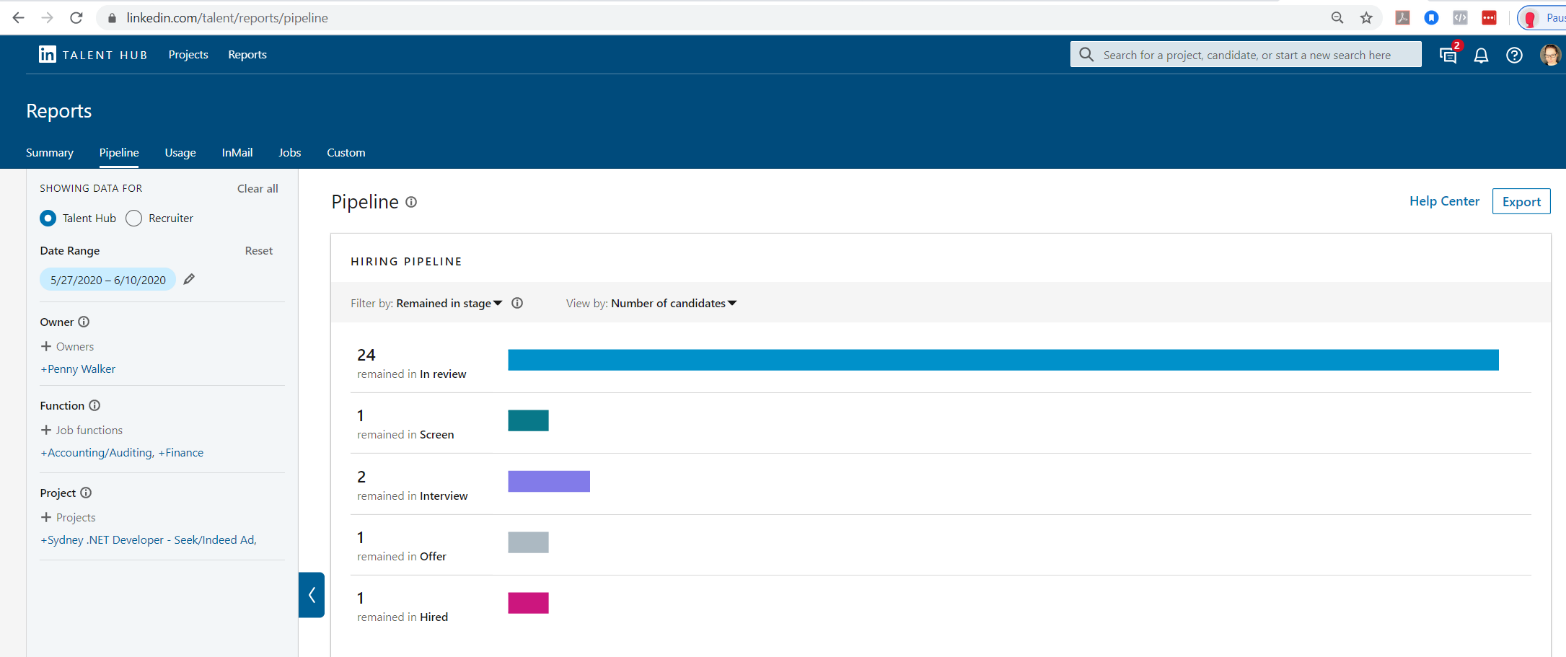 linkedin.com/talent/reports/pipeline
in TALENT HUB Projects Reports Search for a project, candidate, or start a new search here 2
Reports
Summary Pipeline Usage InMail Jobs Custom
SHOWING DATA FOR Clear all
Talent Hub Recruiter
Date Range Reset
5/27/2020 – 6/10/2020
Owner
+ Owners
+Penny Walker
Function
+ Job functions
+Accounting/Auditing, +Finance
Project
+ Projects
+Sydney .NET Developer - Seek/Indeed Ad,
Pipeline Help Center Export
HIRING PIPELINE
Filter by: Remained in stage View by: Number of candidates
24
remained in In review
1
remained in Screen
2
remained in Interview
1
remained in Offer
1
remained in Hired